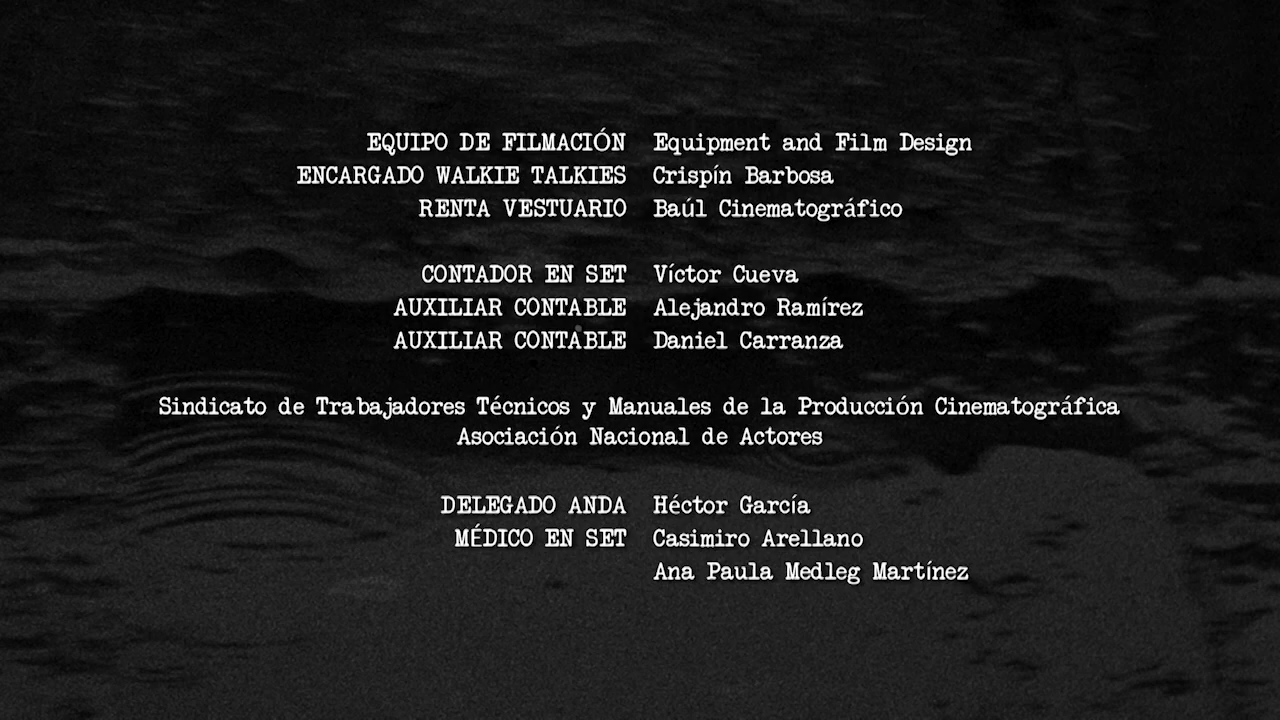 EQUIPO DE FILMACIÓN Equipment and Film Design
ENCARGADO WALKIE TALKIES Crispín Barbosa
RENTA VESTUARIO Baúl Cinematográfico
CONTADOR EN SET Víctor Cueva
AUXILIAR CONTABLE Alejandro Ramírez
AUXILIAR CONTABLE Daniel Carranza
Sindicato de Trabajadores Técnicos y Manuales de la Producción Cinematográfica
Asociación Nacional de Actores
DELEGADO ANDA Héctor García
MÉDICO EN SET Casimiro Arellano
Ana Paula Medleg Martínez